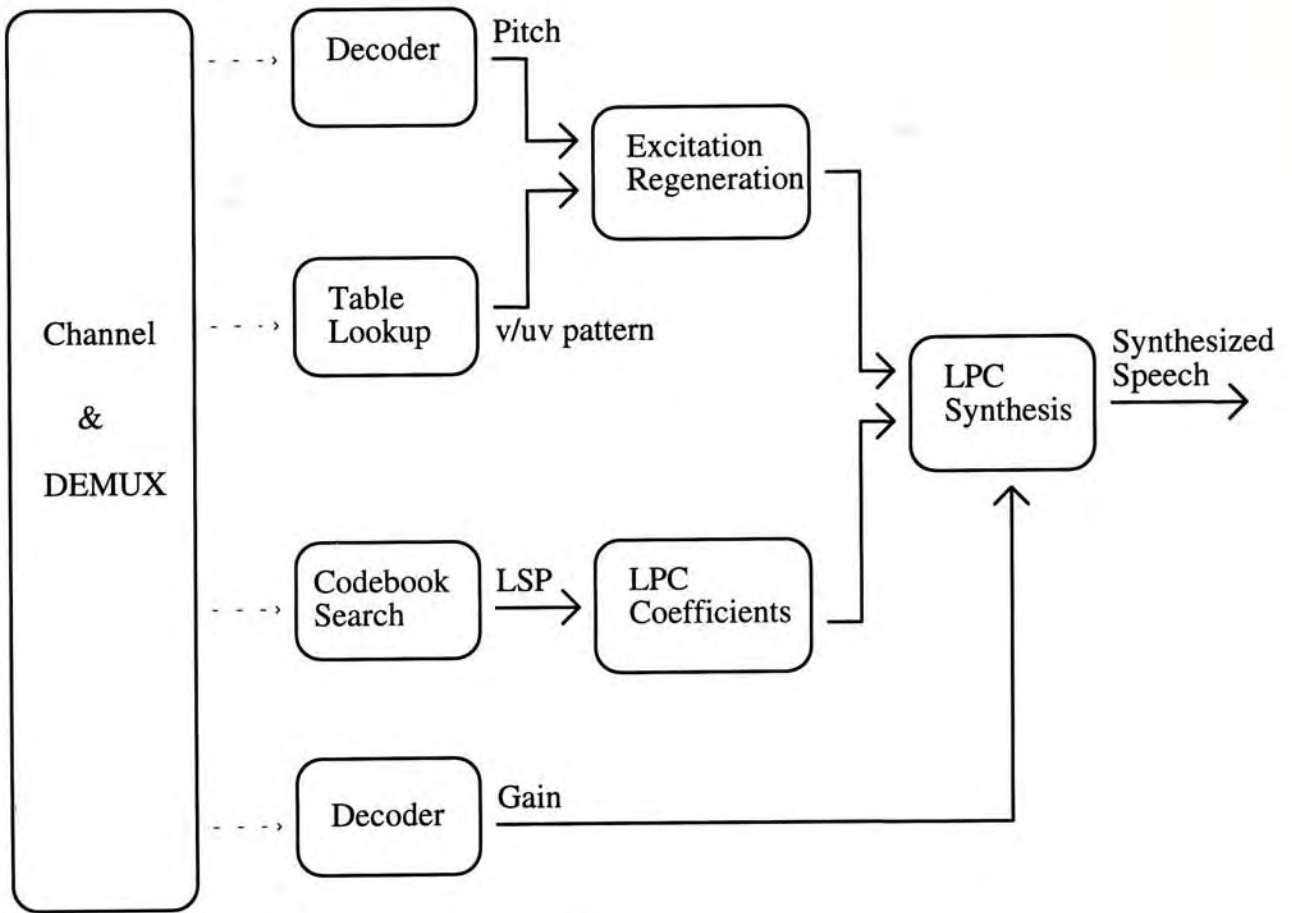 Decoder
Pitch
Excitation
Regeneration
Table
Lookup
v/uv pattern
Channel
&
DEMUX
LPC
Synthesis
Synthesized
Speech
Codebook
Search
LSP
LPC
Coefficients
Decoder
Gain